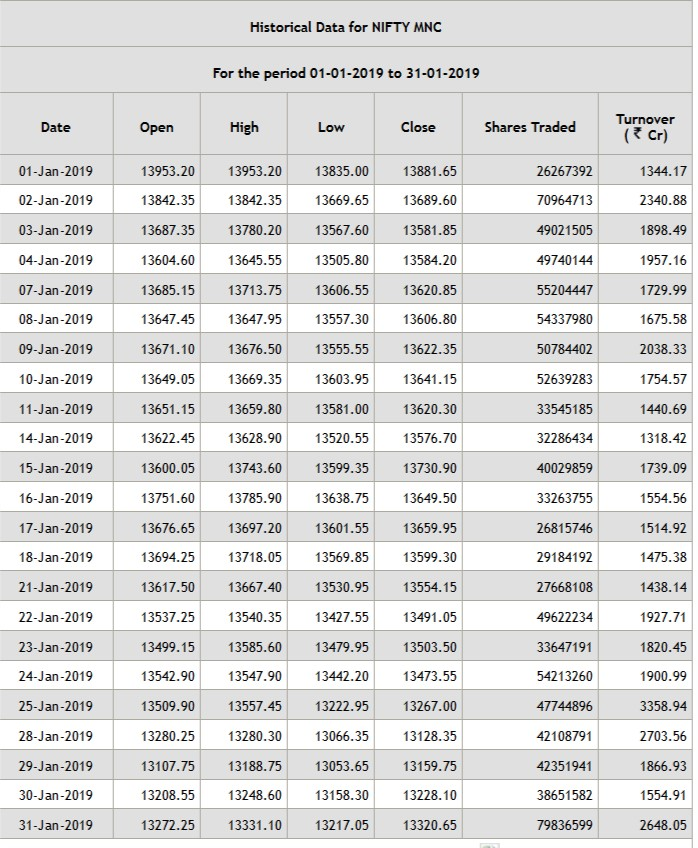 Historical Data for NIFTY MNC
For the period 01-01-2019 to 31-01-2019
Date Open High Low Close Shares Traded Turnover
( ₹ Cr)
01-Jan-2019 13953.20 13953.20 13835.00 13881.65 26267392 1344.17
02-Jan-2019 13842.35 13842.35 13669.65 13689.60 70964713 2340.88
03-Jan-2019 13687.35 13780.20 13567.60 13581.85 49021505 1898.49
04-Jan-2019 13604.60 13645.55 13505.80 13584.20 49740144 1957.16
07-Jan-2019 13685.15 13713.75 13606.55 13620.85 55204447 1729.99
08-Jan-2019 13647.45 13647.95 13557.30 13606.80 54337980 1675.58
09-Jan-2019 13671.10 13676.50 13555.55 13622.35 50784402 2038.33
10-Jan-2019 13649.05 13669.35 13603.95 13641.15 52639283 1754.57
11-Jan-2019 13651.15 13659.80 13581.00 13620.30 33545185 1440.69
14-Jan-2019 13622.45 13628.90 13520.55 13576.70 32286434 1318.42
15-Jan-2019 13600.05 13743.60 13599.35 13730.90 40029859 1739.09
16-Jan-2019 13751.60 13785.90 13638.75 13649.50 33263755 1554.56
17-Jan-2019 13676.65 13697.20 13601.55 13659.95 26815746 1514.92
18-Jan-2019 13694.25 13718.05 13569.85 13599.30 29184192 1475.38
21-Jan-2019 13617.50 13667.40 13530.95 13554.15 27668108 1438.14
22-Jan-2019 13537.25 13540.35 13427.55 13491.05 49622234 1927.71
23-Jan-2019 13499.15 13585.60 13479.95 13503.50 33647191 1820.45
24-Jan-2019 13542.90 13547.90 13442.20 13473.55 54213260 1900.99
25-Jan-2019 13509.90 13557.45 13222.95 13267.00 47744896 3358.94
28-Jan-2019 13280.25 13280.30 13066.35 13128.35 42108791 2703.56
29-Jan-2019 13107.75 13188.75 13053.65 13159.75 42351941 1866.93
30-Jan-2019 13208.55 13248.60 13158.30 13228.10 38651582 1554.91
31-Jan-2019 13272.25 13331.10 13217.05 13320.65 79836599 2648.05